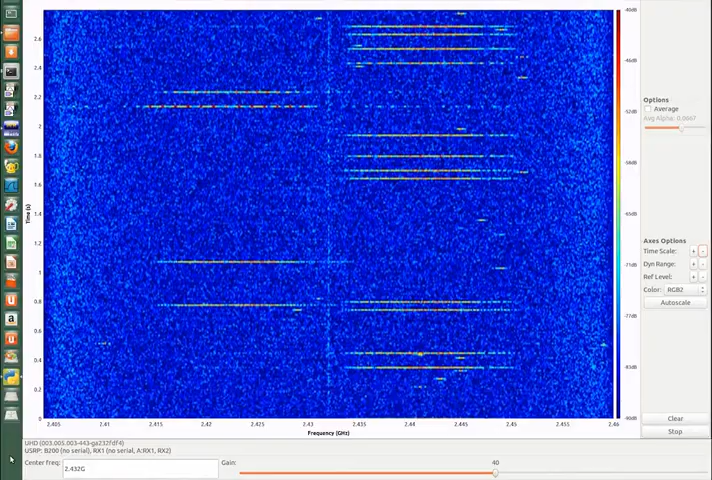 2.6
2.4
2.2
2
1.8
1.6
1.4
1.2
1
0.8
0.6
0.4
0.2
0
Time (s)
2.405 2.41 2.415 2.42 2.425 2.43 2.435 2.44 2.445 2.45 2.455 2.46
Frequency (GHz)
-40dB
-46dB
-52dB
-58dB
-65dB
-71dB
-77dB
-83dB
-90dB
Options
Average
Avg Alpha: 0.0667
Axes Options
Time Scale: + -
Dyn Range: + -
Ref Level: + -
Color: RGB2
Autoscale
Clear
Stop
UHD (003.005.003-443-ga232fdf4)
USRP: B200 (no serial), RX1 (no serial, A:RX1, RX2)
Center freq: 2.432G
Gain: 40